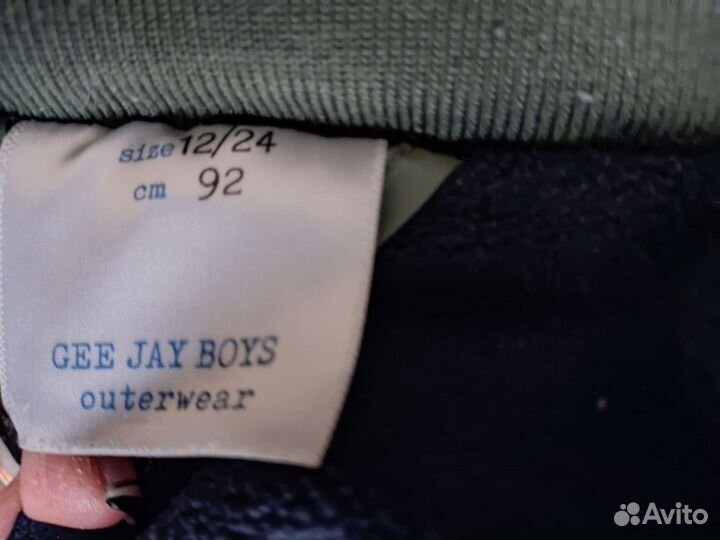 size 12/24
cm 92
GEE JAY BOYS
outerwear
Avito